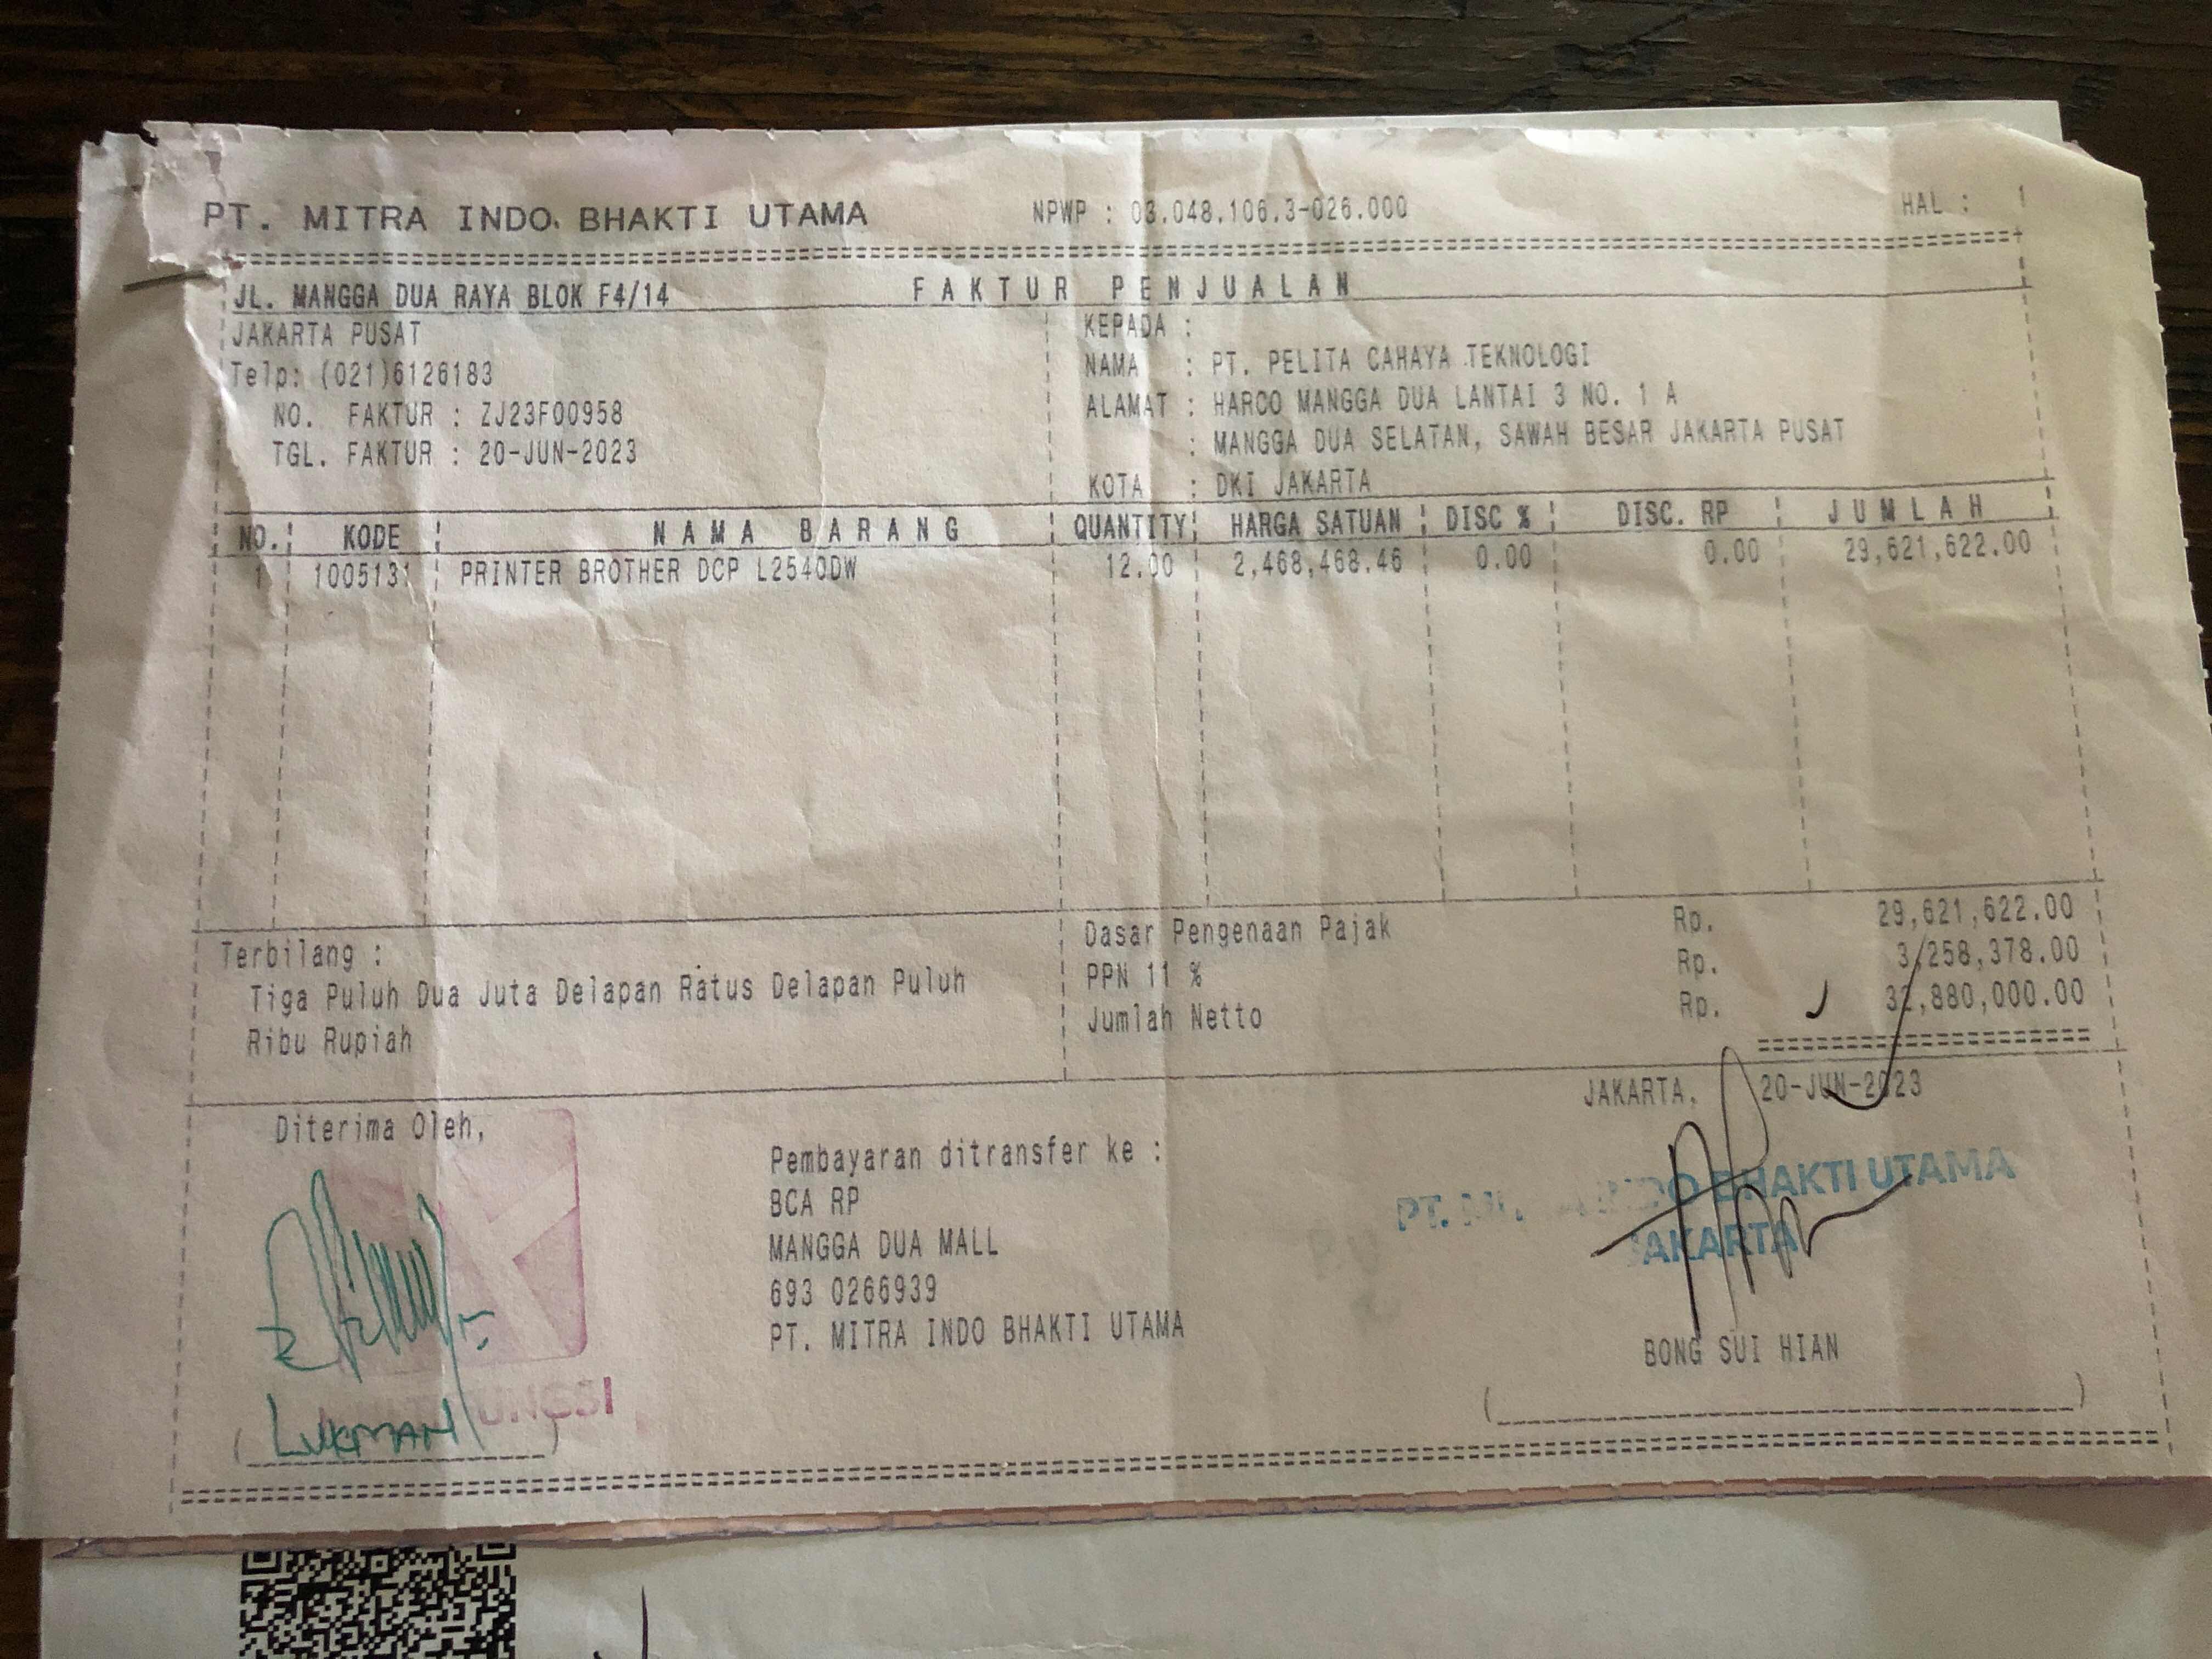 PT. MITRA INDO BHAKTI UTAMA NPWP : 03.048.106.3-026.000 HAL : 1
JL. MANGGA DUA RAYA BLOK F4/14 FAKTUR PENJUALAN
JAKARTA PUSAT
Telp: (021)6126183
NO. FAKTUR : ZJ23F00958
TGL. FAKTUR : 20-JUN-2023
KEPADA :
NAMA : PT. PELITA CAHAYA TEKNOLOGI
ALAMAT : HARCO MANGGA DUA LANTAI 3 NO. 1 A
: MANGGA DUA SELATAN, SAWAH BESAR JAKARTA PUSAT
KOTA : DKI JAKARTA
NO. KODE NAMA BARANG QUANTITY HARGA SATUAN DISC % DISC. RP JUMLAH
1 1005131 PRINTER BROTHER DCP L2540DW 12.00 2,468,468.46 0.00 0.00 29,621,622.00
Terbilang :
Tiga Puluh Dua Juta Delapan Ratus Delapan Puluh
Ribu Rupiah
Dasar Pengenaan Pajak Rp. 29,621,622.00
PPN 11 % Rp. 3,258,378.00
Jumlah Netto Rp. 32,880,000.00
Diterima Oleh,
LUKMAN
Pembayaran ditransfer ke :
BCA RP
MANGGA DUA MALL
693 0266939
PT. MITRA INDO BHAKTI UTAMA
JAKARTA, 20-JUN-2023
PT. BHAKTI UTAMA
JAKARTA
BONG SUI HIAN